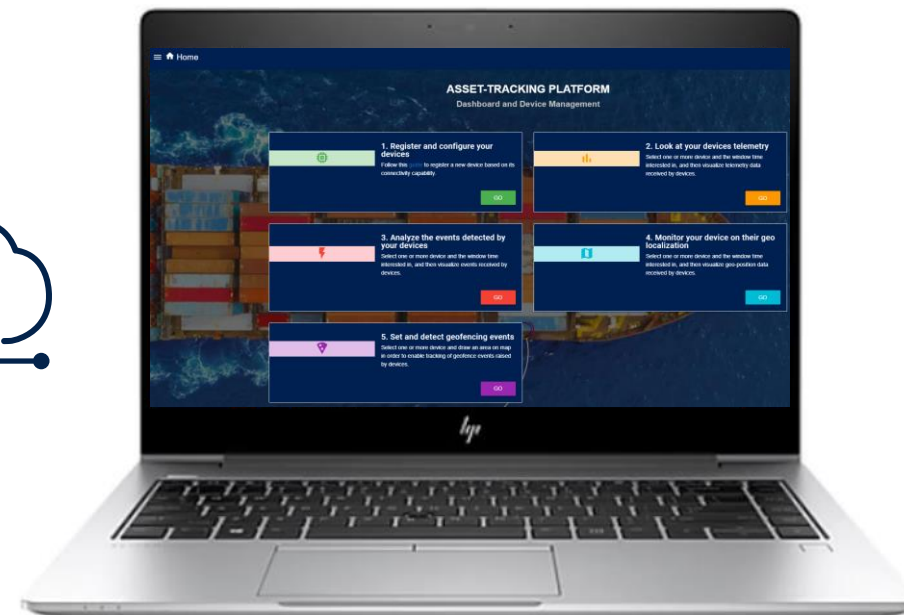 Home
ASSET-TRACKING PLATFORM
Dashboard and Device Management
1. Register and configure your
devices
Follow this guide to register a new device based on its
connectivity capability.
GO
2. Look at your devices telemetry
Select one or more device and the window time
interested in, and then visualize telemetry data
received by devices.
GO
3. Analyze the events detected by
your devices
Select one or more device and the window time
interested in, and then visualize events received by
devices.
GO
4. Monitor your device on their geo
localization
Select one or more device and the window time
interested in, and then visualize geo-position data
received by devices.
GO
5. Set and detect geofencing events
Select one or more device and draw an area on map
in order to enable tracking of geofence events raised
by devices.
GO
hp